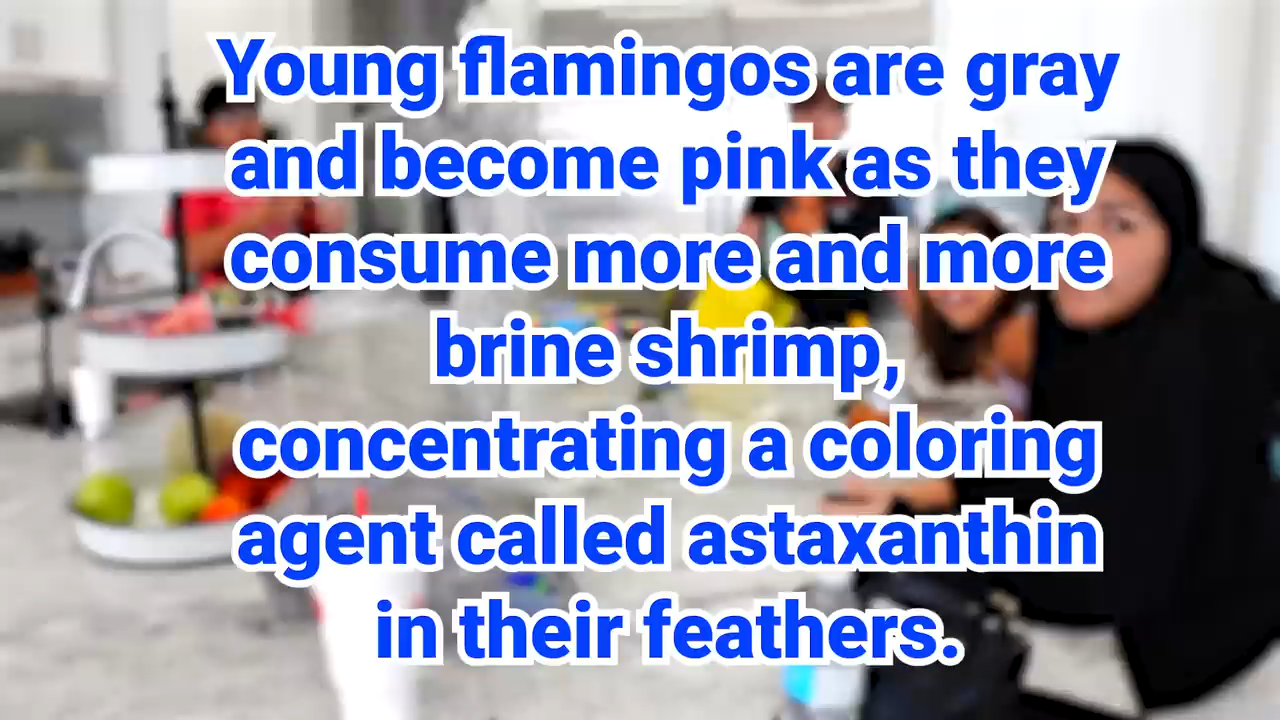 Young flamingos are gray
and become pink as they
consume more and more
brine shrimp,
concentrating a coloring
agent called astaxanthin
in their feathers.